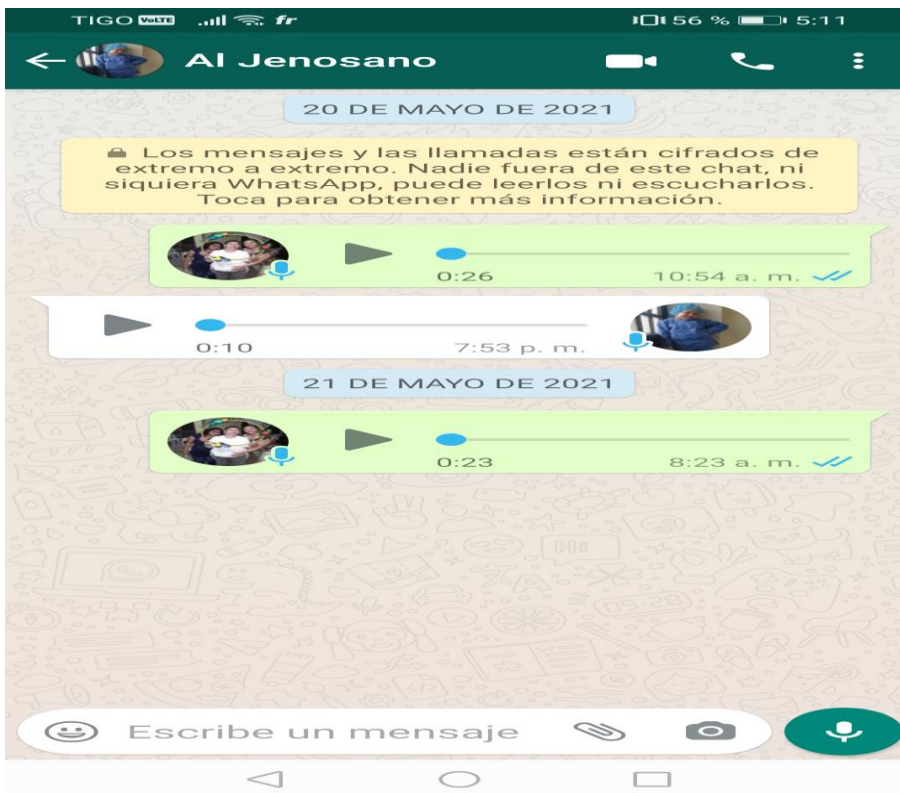 TIGO VoLTE fr 56 % 5:11
Al Jenosano
20 DE MAYO DE 2021
Los mensajes y las llamadas están cifrados de
extremo a extremo. Nadie fuera de este chat, ni
siquiera WhatsApp, puede leerlos ni escucharlos.
Toca para obtener más información.
0:26 10:54 a. m.
0:10 7:53 p. m.
21 DE MAYO DE 2021
0:23 8:23 a. m.
Escribe un mensaje